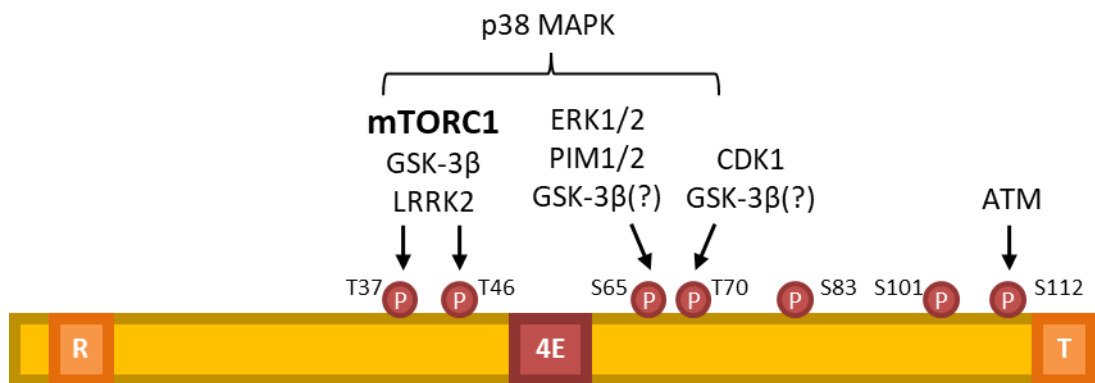 p38 MAPK
mTORC1
GSK-3β
LRRK2
ERK1/2
PIM1/2
GSK-3β(?)
CDK1
GSK-3β(?)
ATM
T37 P
P T46
S65 P
P T70
P S83
S101 P
P S112
R
4E
T